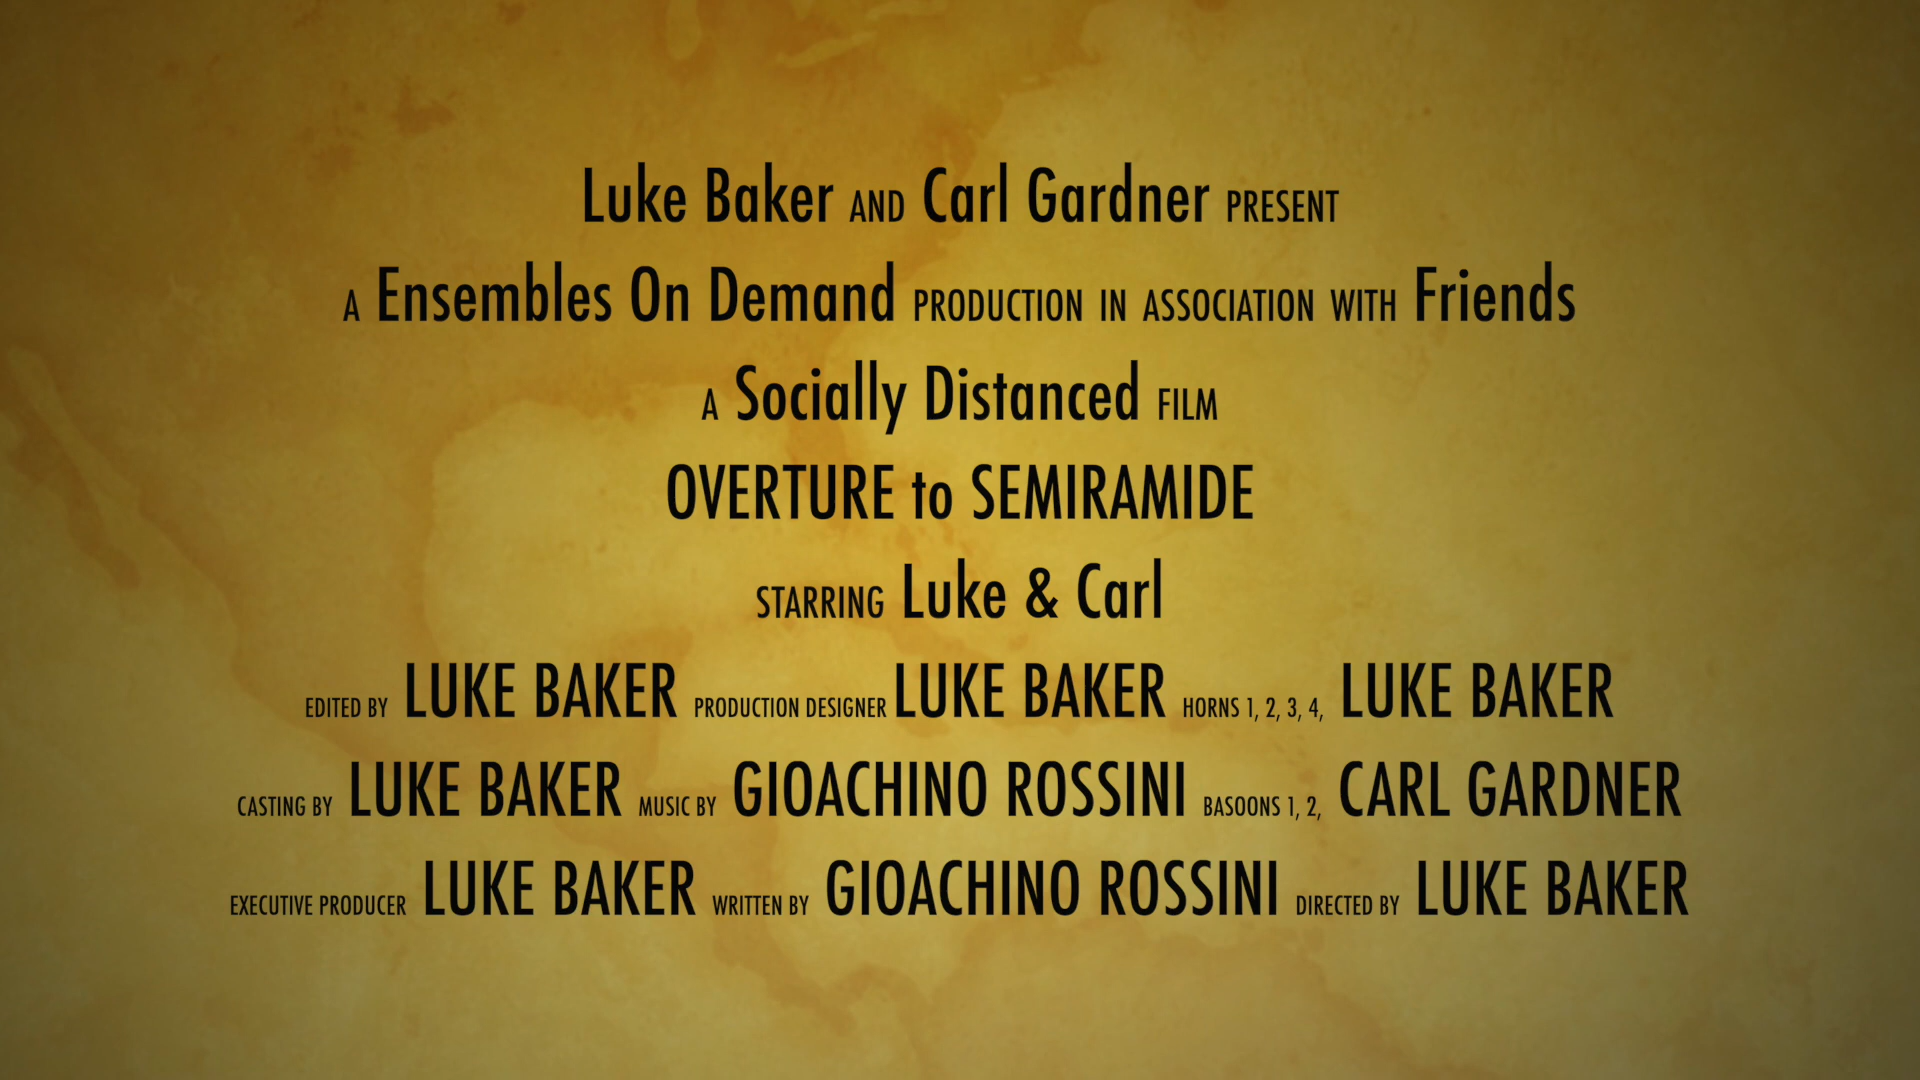 Luke Baker AND Carl Gardner PRESENT
A Ensembles On Demand PRODUCTION IN ASSOCIATION WITH Friends
A Socially Distanced FILM
OVERTURE to SEMIRAMIDE
STARRING Luke & Carl
EDITED BY LUKE BAKER PRODUCTION DESIGNER LUKE BAKER HORNS 1, 2, 3, 4, LUKE BAKER
CASTING BY LUKE BAKER MUSIC BY GIOACHINO ROSSINI BASOONS 1, 2, CARL GARDNER
EXECUTIVE PRODUCER LUKE BAKER WRITTEN BY GIOACHINO ROSSINI DIRECTED BY LUKE BAKER